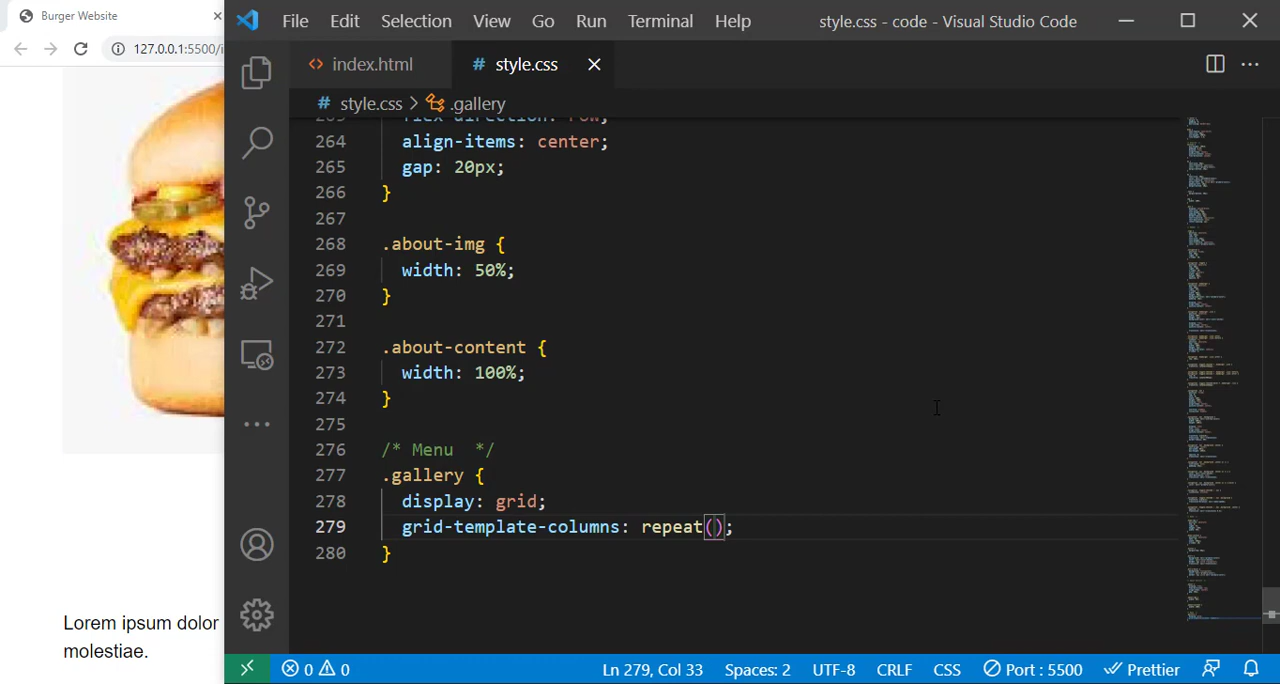 Burger Website
127.0.0.1:5500/i
Lorem ipsum dolor
molestiae.
File Edit Selection View Go Run Terminal Help
style.css - code - Visual Studio Code
index.html
# style.css
# style.css > .gallery
flex-direction: row;
264 align-items: center;
265 gap: 20px;
266 }
267
268 .about-img {
269 width: 50%;
270 }
271
272 .about-content {
273 width: 100%;
274 }
275
276 /* Menu  */
277 .gallery {
278 display: grid;
279 grid-template-columns: repeat();
280 }
0 0
Ln 279, Col 33
Spaces: 2
UTF-8
CRLF
CSS
Port : 5500
Prettier